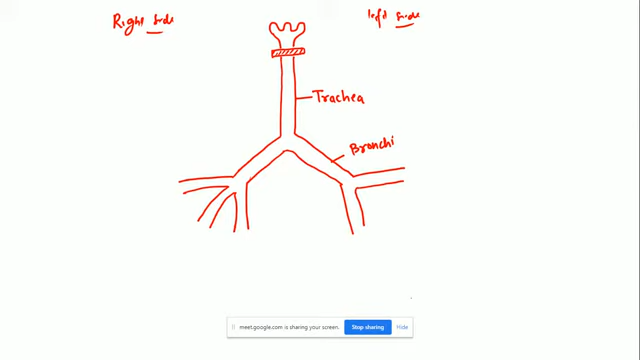 Right side
left side
Trachea
Bronchi
meet.google.com is sharing your screen.
Stop sharing
Hide